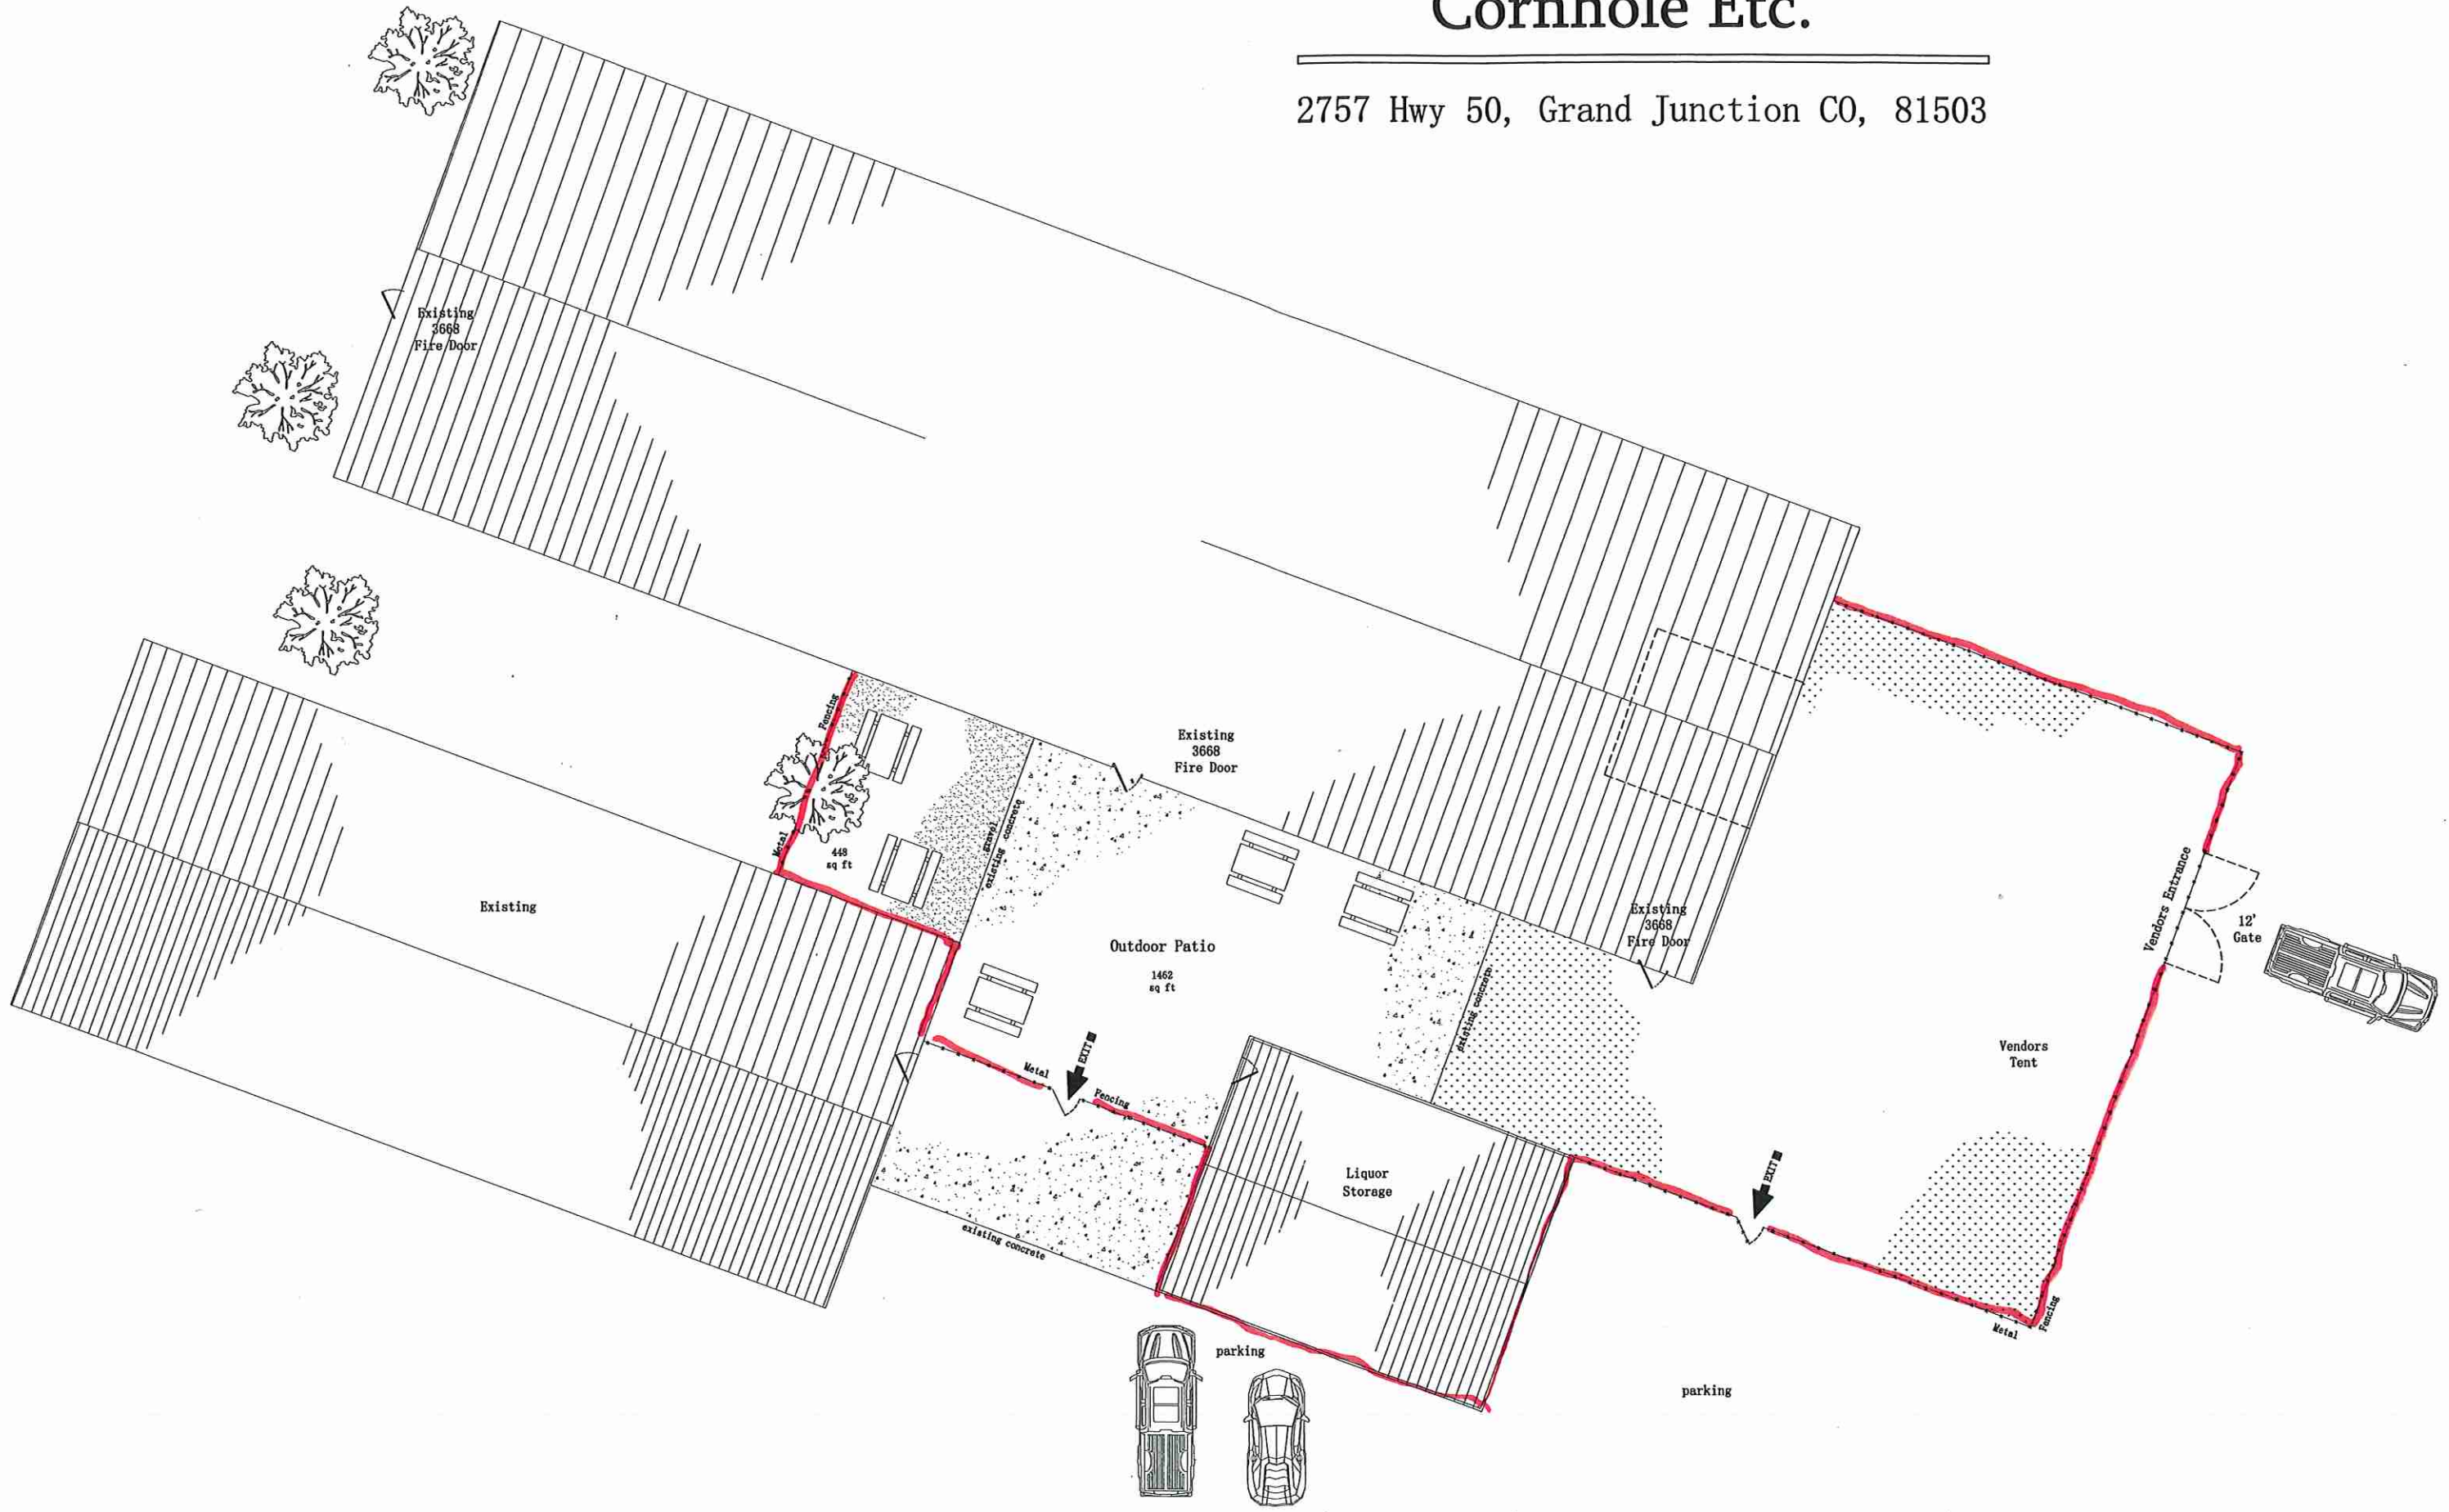 Cornhole Etc.
2757 Hwy 50, Grand Junction CO, 81503
Existing
3668
Fire Door
Fencing
Metal
448
sq ft
gravel
existing concrete
Existing
3668
Fire Door
Existing
Outdoor Patio
1462
sq ft
existing concrete
Existing
3668
Fire Door
Vendors Entrance
12'
Gate
Vendors
Tent
Metal
EXIT
Fencing
existing concrete
Liquor
Storage
EXIT
Metal
Fencing
parking
parking